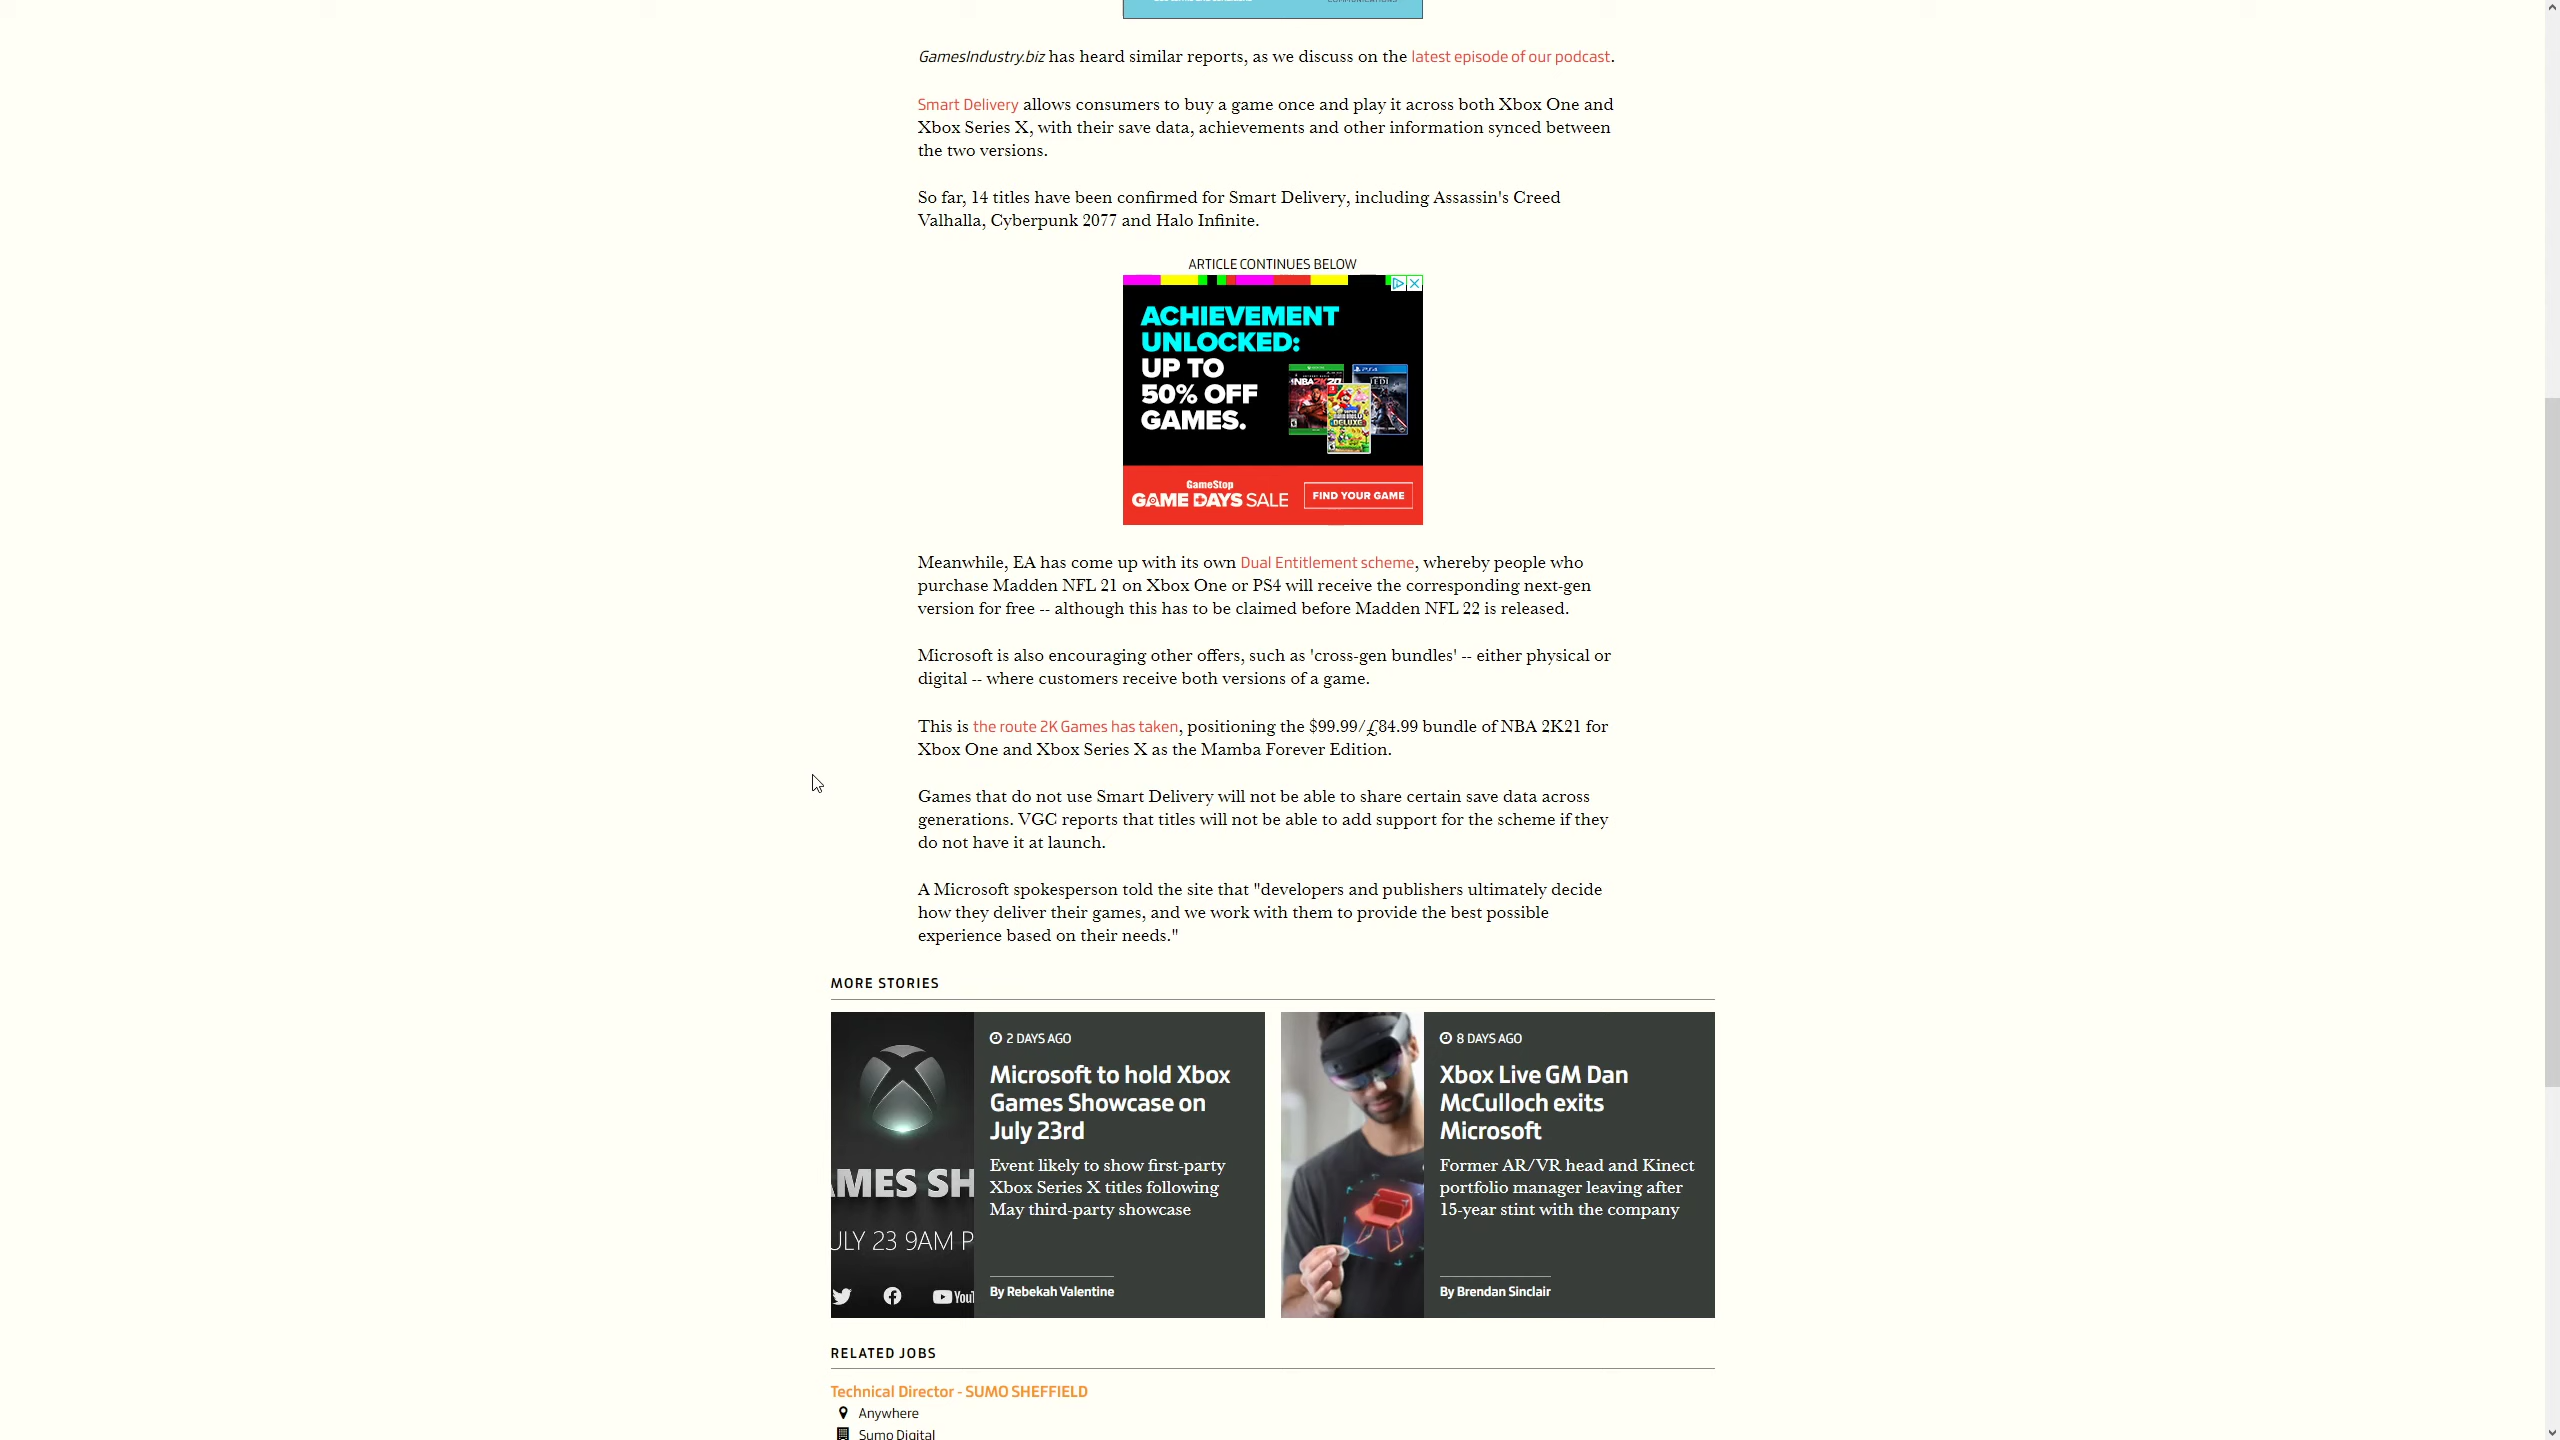 GamesIndustry.biz has heard similar reports, as we discuss on the latest episode of our podcast.
Smart Delivery allows consumers to buy a game once and play it across both Xbox One and
Xbox Series X, with their save data, achievements and other information synced between
the two versions.
So far, 14 titles have been confirmed for Smart Delivery, including Assassin's Creed
Valhalla, Cyberpunk 2077 and Halo Infinite.
ARTICLE CONTINUES BELOW
ACHIEVEMENT
UNLOCKED:
UP TO
50% OFF
GAMES.
PS4
NBA 2K20
JEDI
DELUXE
GameStop
GAME DAYS SALE
FIND YOUR GAME
Meanwhile, EA has come up with its own Dual Entitlement scheme, whereby people who
purchase Madden NFL 21 on Xbox One or PS4 will receive the corresponding next-gen
version for free -- although this has to be claimed before Madden NFL 22 is released.
Microsoft is also encouraging other offers, such as 'cross-gen bundles' -- either physical or
digital -- where customers receive both versions of a game.
This is the route 2K Games has taken, positioning the $99.99/£84.99 bundle of NBA 2K21 for
Xbox One and Xbox Series X as the Mamba Forever Edition.
Games that do not use Smart Delivery will not be able to share certain save data across
generations. VGC reports that titles will not be able to add support for the scheme if they
do not have it at launch.
A Microsoft spokesperson told the site that "developers and publishers ultimately decide
how they deliver their games, and we work with them to provide the best possible
experience based on their needs."
MORE STORIES
2 DAYS AGO
Microsoft to hold Xbox
Games Showcase on
July 23rd
Event likely to show first-party
Xbox Series X titles following
May third-party showcase
By Rebekah Valentine
AMES SH
ULY 23 9AM P
YouT
8 DAYS AGO
Xbox Live GM Dan
McCulloch exits
Microsoft
Former AR/VR head and Kinect
portfolio manager leaving after
15-year stint with the company
By Brendan Sinclair
RELATED JOBS
Technical Director - SUMO SHEFFIELD
Anywhere
Sumo Digital